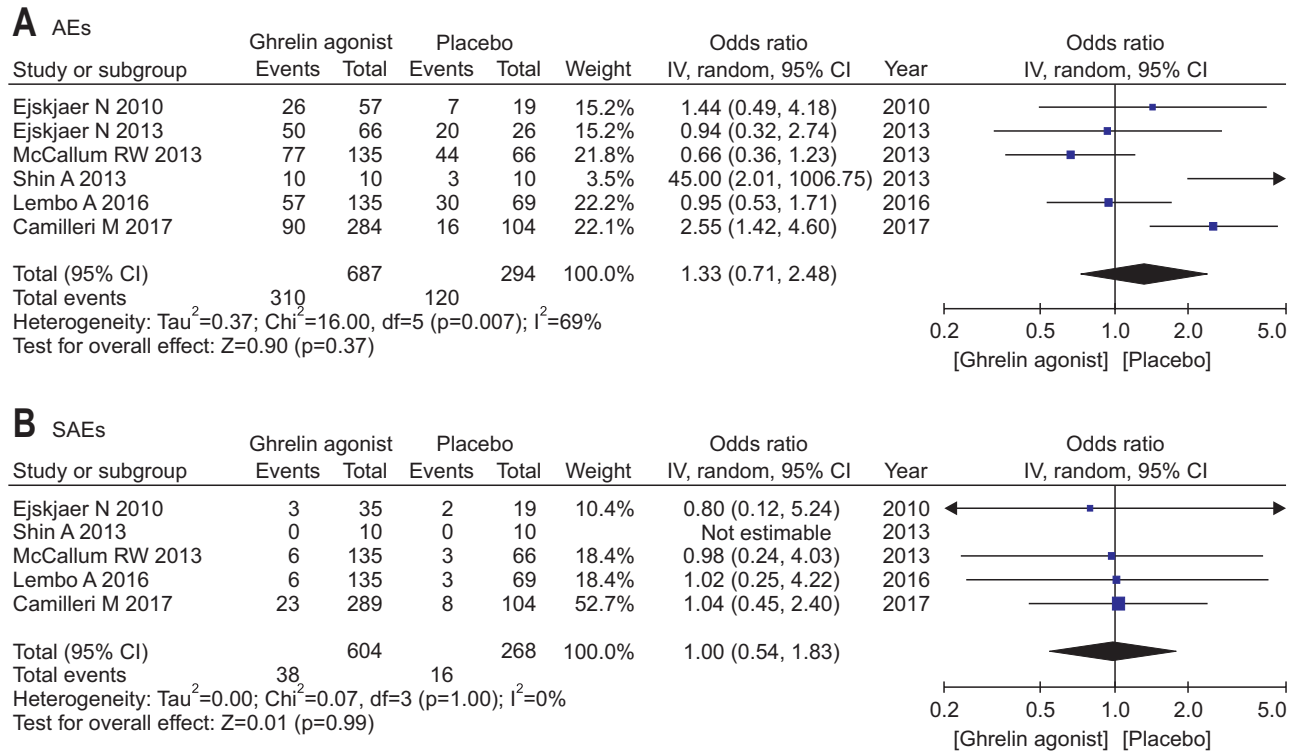 A AEs
Ghrelin agonist Placebo Odds ratio Odds ratio
Study or subgroup Events Total Events Total Weight IV, random, 95% CI Year IV, random, 95% CI
Ejskjaer N 2010 26 57 7 19 15.2% 1.44 (0.49, 4.18) 2010
Ejskjaer N 2013 50 66 20 26 15.2% 0.94 (0.32, 2.74) 2013
McCallum RW 2013 77 135 44 66 21.8% 0.66 (0.36, 1.23) 2013
Shin A 2013 10 10 3 10 3.5% 45.00 (2.01, 1006.75) 2013
Lembo A 2016 57 135 30 69 22.2% 0.95 (0.53, 1.71) 2016
Camilleri M 2017 90 284 16 104 22.1% 2.55 (1.42, 4.60) 2017
Total (95% CI) 687 294 100.0% 1.33 (0.71, 2.48)
Total events 310 120
Heterogeneity: Tau²=0.37; Chi²=16.00, df=5 (p=0.007); I²=69%
Test for overall effect: Z=0.90 (p=0.37)
0.2 0.5 1.0 2.0 5.0
[Ghrelin agonist] [Placebo]
B SAEs
Ghrelin agonist Placebo Odds ratio Odds ratio
Study or subgroup Events Total Events Total Weight IV, random, 95% CI Year IV, random, 95% CI
Ejskjaer N 2010 3 35 2 19 10.4% 0.80 (0.12, 5.24) 2010
Shin A 2013 0 10 0 10 Not estimable 2013
McCallum RW 2013 6 135 3 66 18.4% 0.98 (0.24, 4.03) 2013
Lembo A 2016 6 135 3 69 18.4% 1.02 (0.25, 4.22) 2016
Camilleri M 2017 23 289 8 104 52.7% 1.04 (0.45, 2.40) 2017
Total (95% CI) 604 268 100.0% 1.00 (0.54, 1.83)
Total events 38 16
Heterogeneity: Tau²=0.00; Chi²=0.07, df=3 (p=1.00); I²=0%
Test for overall effect: Z=0.01 (p=0.99)
0.2 0.5 1.0 2.0 5.0
[Ghrelin agonist] [Placebo]